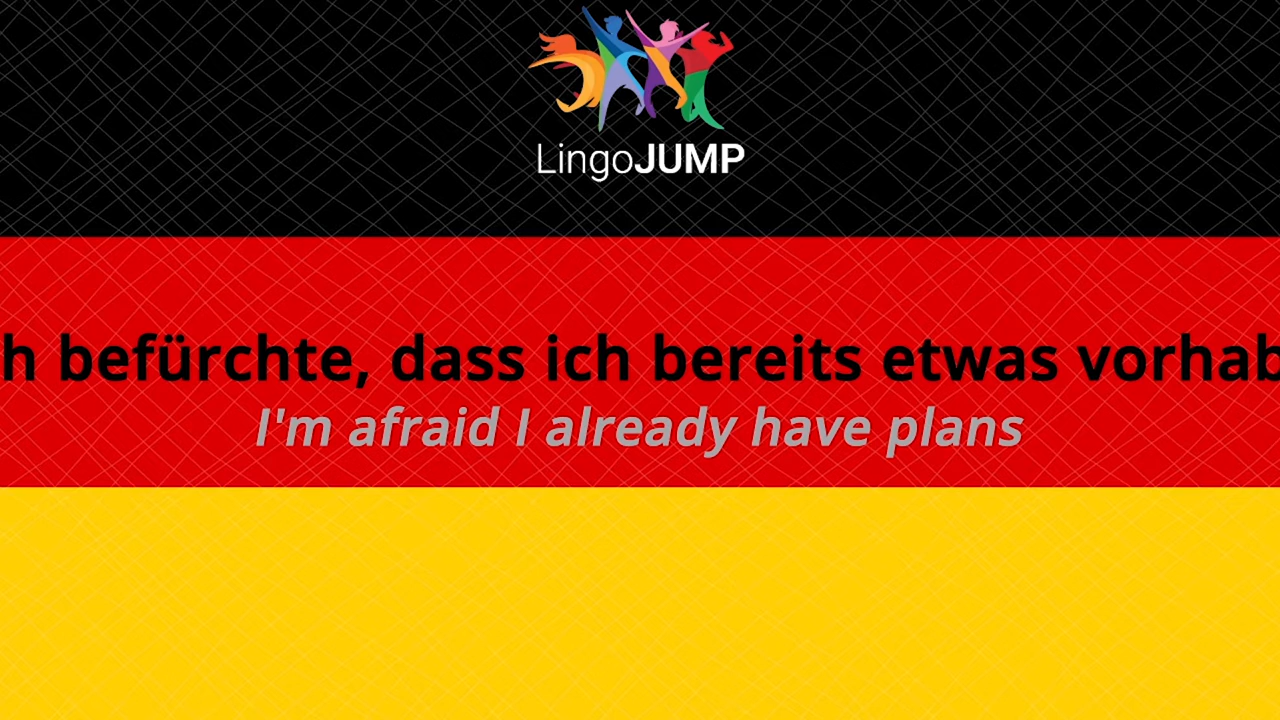 LingoJUMP
h befürchte, dass ich bereits etwas vorhab
I'm afraid I already have plans